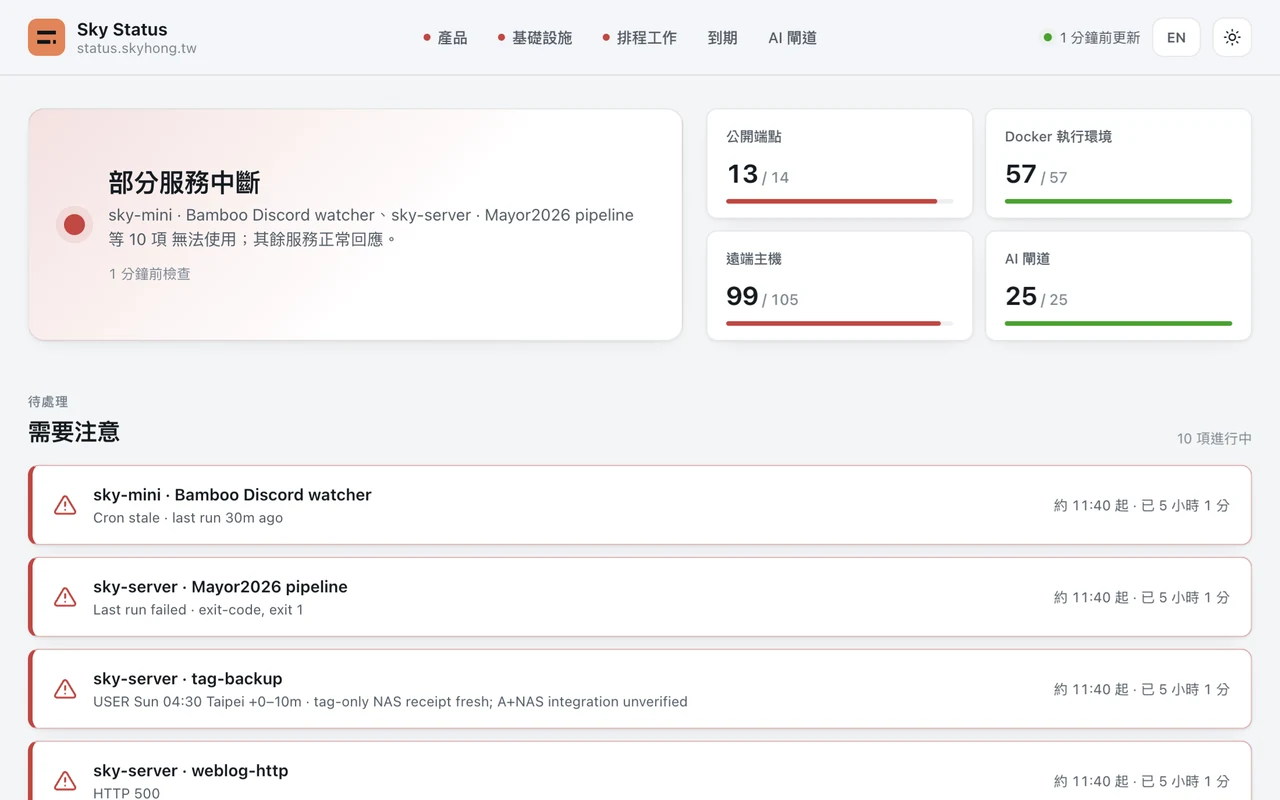 Sky Status
status.skyhong.tw
產品
基礎設施
排程工作
到期
AI 閘道
1 分鐘前更新
EN
部分服務中斷
sky-mini · Bamboo Discord watcher、sky-server · Mayor2026 pipeline
等 10 項 無法使用；其餘服務正常回應。
1 分鐘前檢查
公開端點
13 / 14
Docker 執行環境
57 / 57
遠端主機
99 / 105
AI 閘道
25 / 25
待處理
需要注意
10 項進行中
sky-mini · Bamboo Discord watcher
Cron stale · last run 30m ago
約 11:40 起 · 已 5 小時 1 分
sky-server · Mayor2026 pipeline
Last run failed · exit-code, exit 1
約 11:40 起 · 已 5 小時 1 分
sky-server · tag-backup
USER Sun 04:30 Taipei +0–10m · tag-only NAS receipt fresh; A+NAS integration unverified
約 11:40 起 · 已 5 小時 1 分
sky-server · weblog-http
HTTP 500
約 11:40 起 · 已 5 小時 1 分